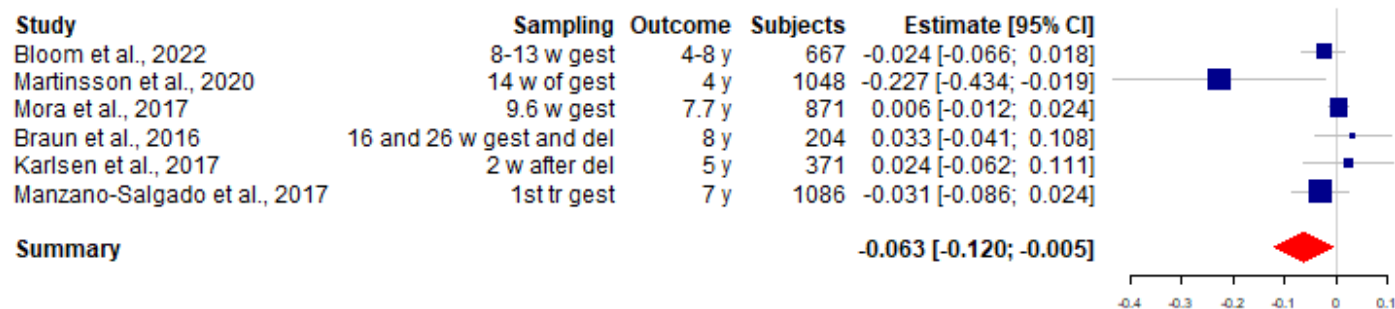 Study Sampling Outcome Subjects Estimate [95% CI]
Bloom et al., 2022 8-13 w gest 4-8 y 667 -0.024 [-0.066; 0.018]
Martinsson et al., 2020 14 w of gest 4 y 1048 -0.227 [-0.434; -0.019]
Mora et al., 2017 9.6 w gest 7.7 y 871 0.006 [-0.012; 0.024]
Braun et al., 2016 16 and 26 w gest and del 8 y 204 0.033 [-0.041; 0.108]
Karlsen et al., 2017 2 w after del 5 y 371 0.024 [-0.062; 0.111]
Manzano-Salgado et al., 2017 1st tr gest 7 y 1086 -0.031 [-0.086; 0.024]
Summary -0.063 [-0.120; -0.005]
-0.4 -0.3 -0.2 -0.1 0 0.1